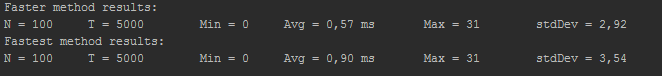 Faster method results:
N = 100 T = 5000 Min = 0 Avg = 0,57 ms Max = 31 stdDev = 2,92
Fastest method results:
N = 100 T = 5000 Min = 0 Avg = 0,90 ms Max = 31 stdDev = 3,54